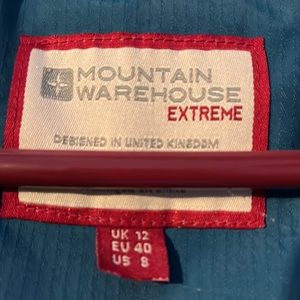 MOUNTAIN
WAREHOUSE
EXTREME
DESIGNED IN UNITED KINGDOM
UK 12
EU 40
US 8